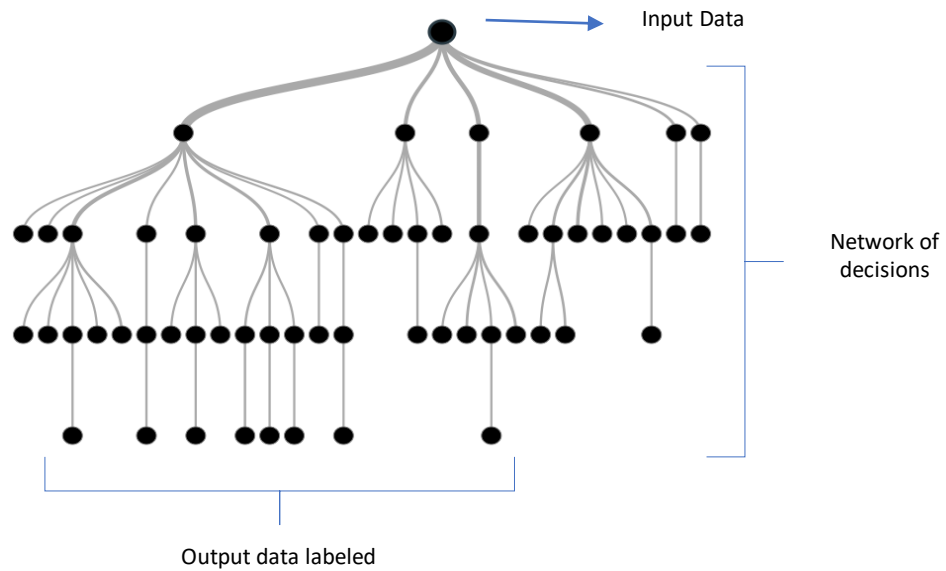 Input Data
Network of
decisions
Output data labeled